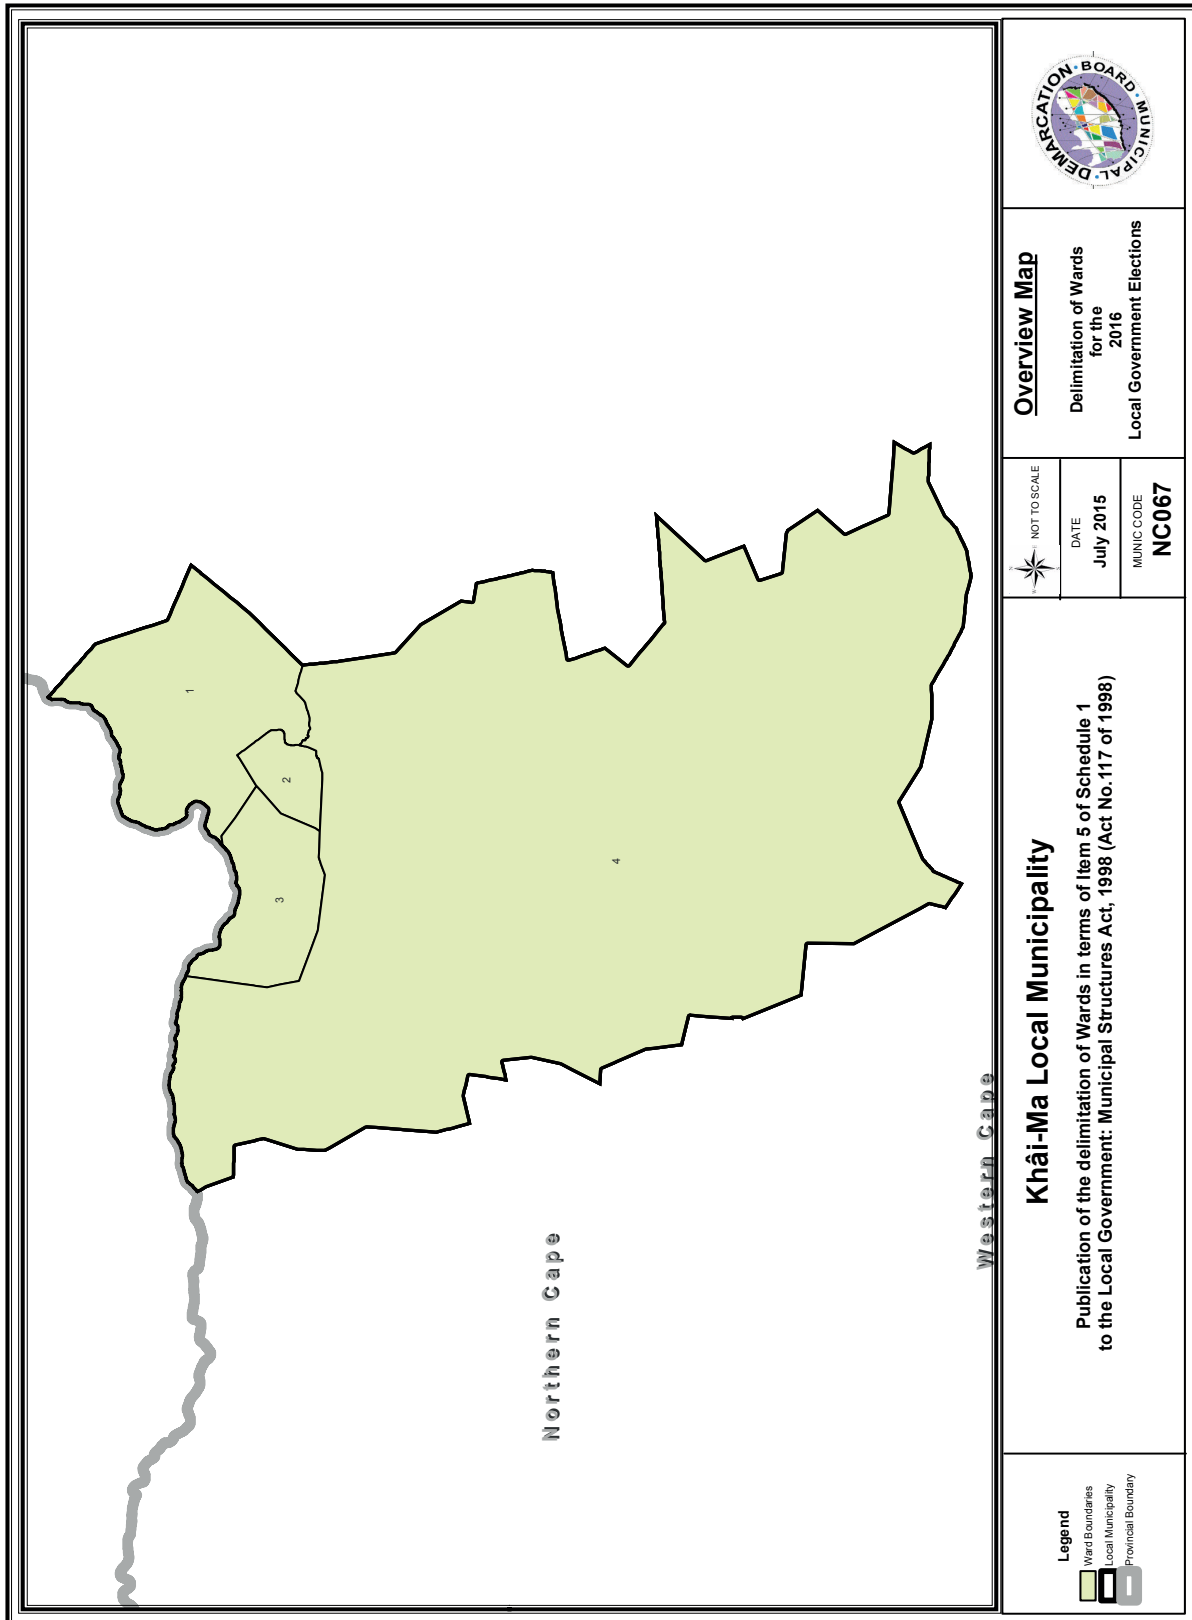 1
2
3
4
Northern Cape
Western Cape
Legend
Ward Boundaries
Local Municipality
Provincial Boundary
Khâi-Ma Local Municipality
Publication of the delimitation of Wards in terms of Item 5 of Schedule 1
to the Local Government: Municipal Structures Act, 1998 (Act No.117 of 1998)
NOT TO SCALE
DATE
July 2015
MUNIC CODE
NC067
Overview Map
Delimitation of Wards
for the
2016
Local Government Elections
MUNICIPAL • DEMARCATION • BOARD •